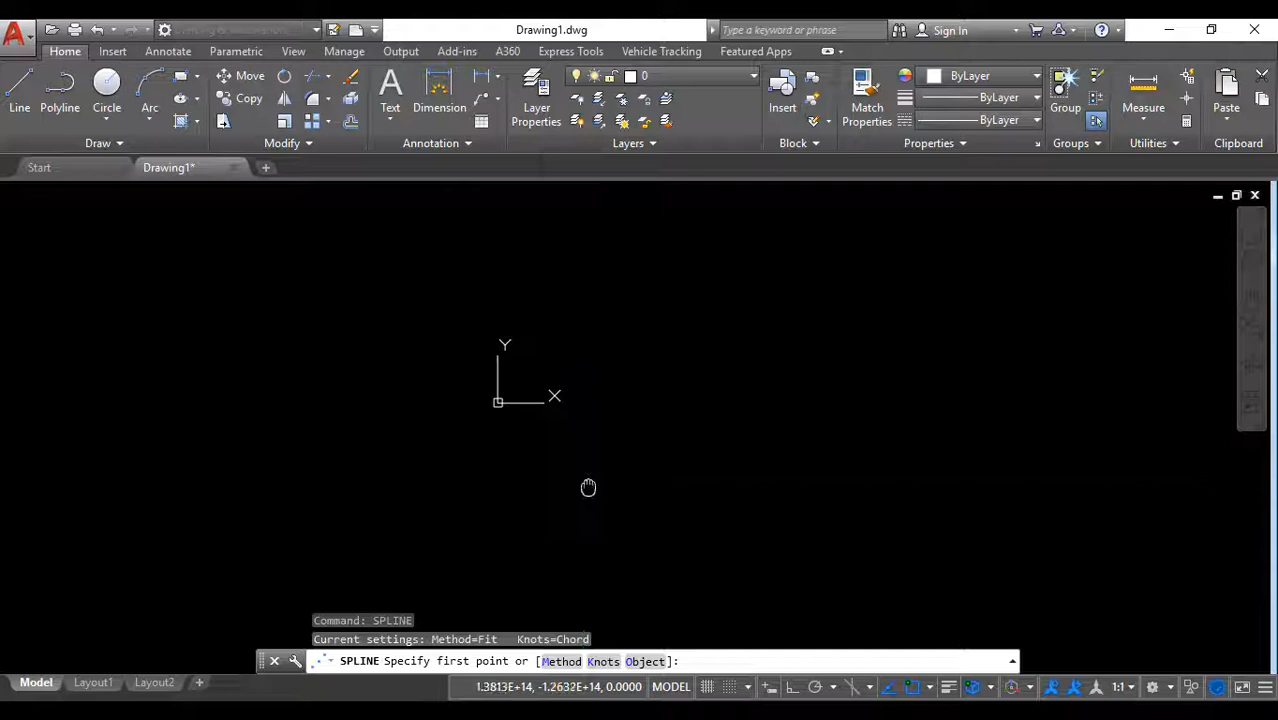 Drawing1.dwg
Type a keyword or phrase
Sign In
Home Insert Annotate Parametric View Manage Output Add-ins A360 Express Tools Vehicle Tracking Featured Apps
Line Polyline Circle Arc
Move
Copy
Text Dimension
Layer Properties
0
Insert
Match Properties
ByLayer
ByLayer
ByLayer
Group
Measure
Paste
Draw Modify Annotation Layers Block Properties Groups Utilities Clipboard
Start Drawing1*
Y
X
Command: SPLINE
Current settings: Method=Fit Knots=Chord
SPLINE Specify first point or [Method Knots Object]:
Model Layout1 Layout2
1.3813E+14, -1.2632E+14, 0.0000 MODEL 1:1